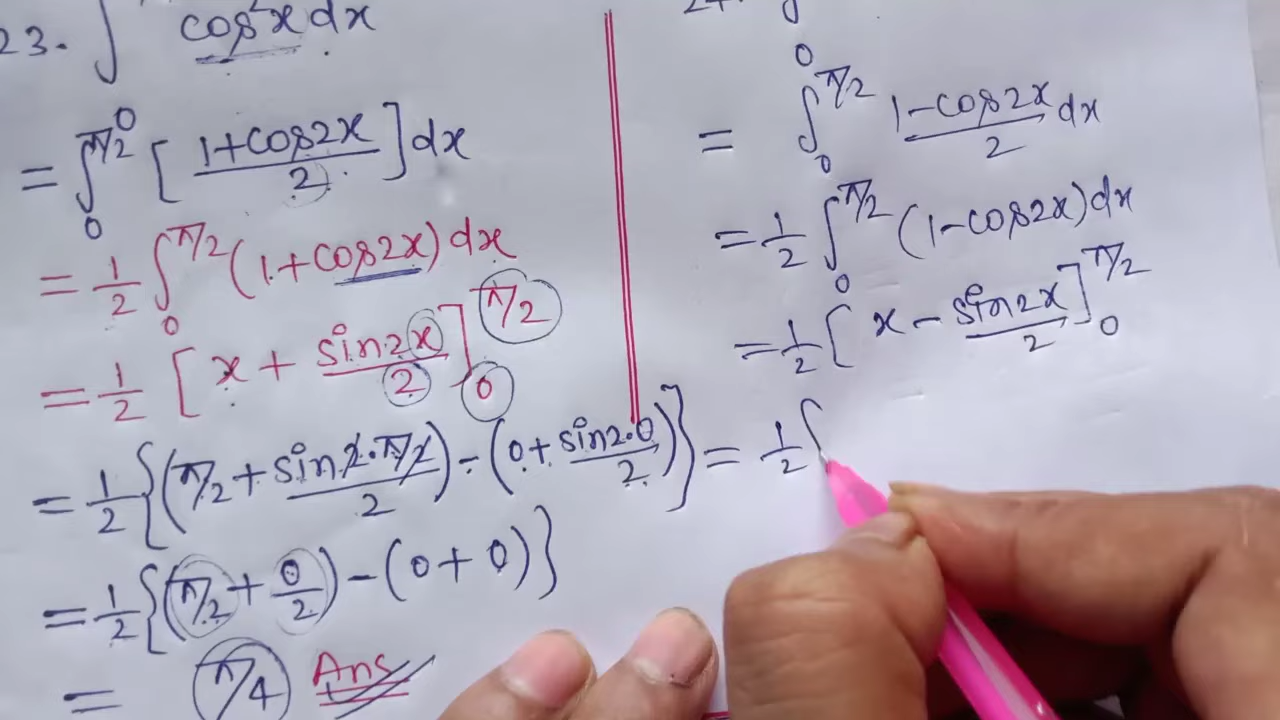 23. ∫ cos²x dx
0
= ∫₀^π/2 [ (1+cos2x)/2 ] dx
= 1/2 ∫₀^π/2 (1+cos2x) dx
= 1/2 [ x + sin2x/2 ]₀^π/2
= 1/2 {(π/2 + sin2.π/2/2) - (0 + sin2.0/2)}
= 1/2 {(π/2 + 0/2) - (0 + 0)}
= π/4 Ans
0
= ∫₀^π/2 (1-cos2x)/2 dx
= 1/2 ∫₀^π/2 (1-cos2x) dx
= 1/2 [ x - sin2x/2 ]₀^π/2
= 1/2